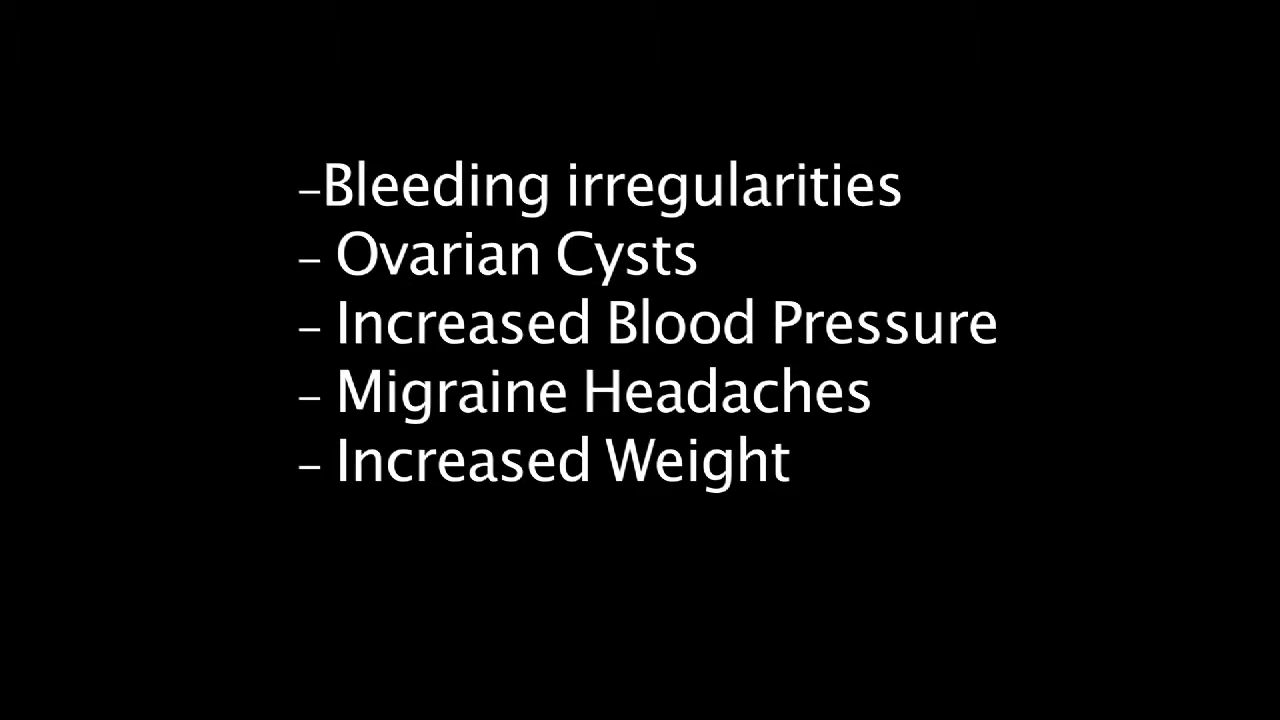 –Bleeding irregularities
– Ovarian Cysts
– Increased Blood Pressure
– Migraine Headaches
– Increased Weight